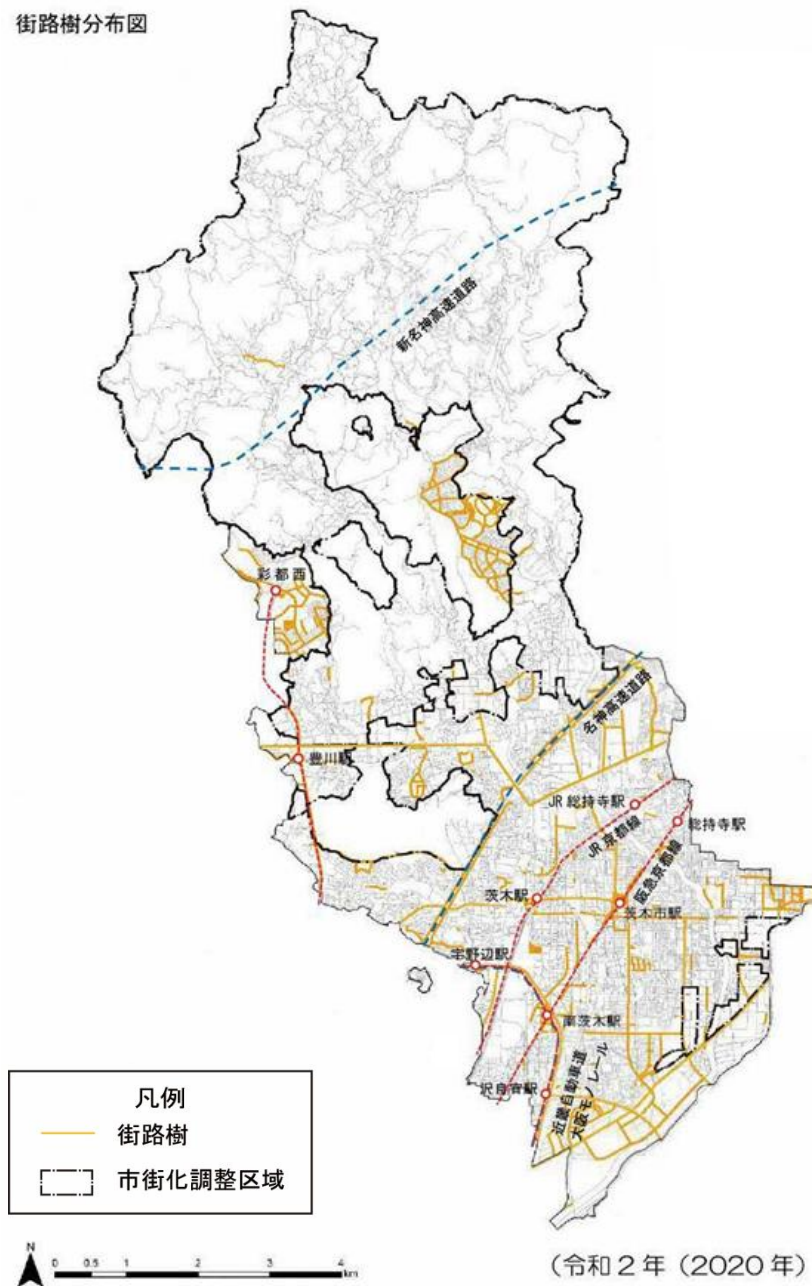 街路樹分布図
新名神高速道路
彩都西
名神高速道路
豊川駅
JR 総持寺駅
総持寺駅
JR 京都線
阪急京都線
茨木駅
茨木市駅
宇野辺駅
南茨木駅
沢良宜駅
近畿自動車道
大阪モノレール
凡例
街路樹
市街化調整区域
N
0 0.5 1 2 3 4
km
(令和2年(2020年)